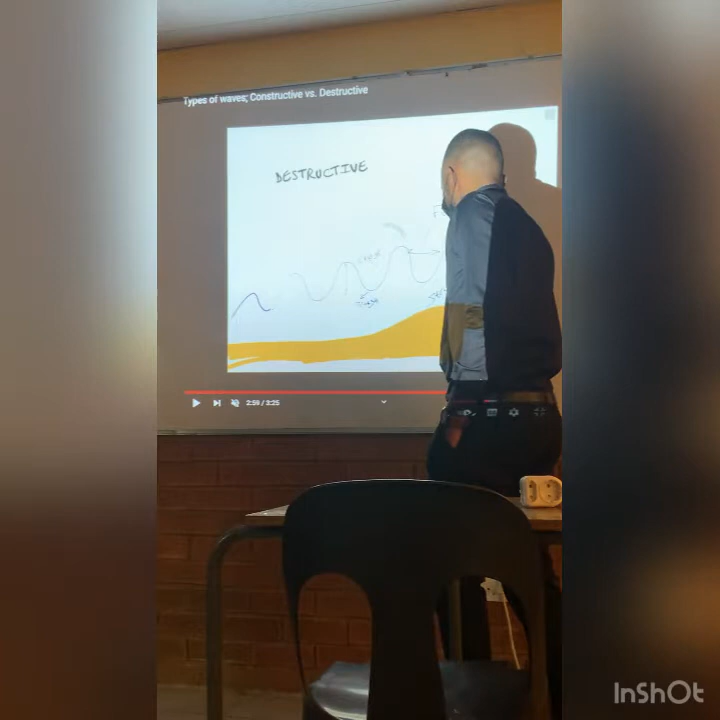 Types of waves; Constructive vs. Destructive
DESTRUCTIVE
2:59 / 3:25
InShOt